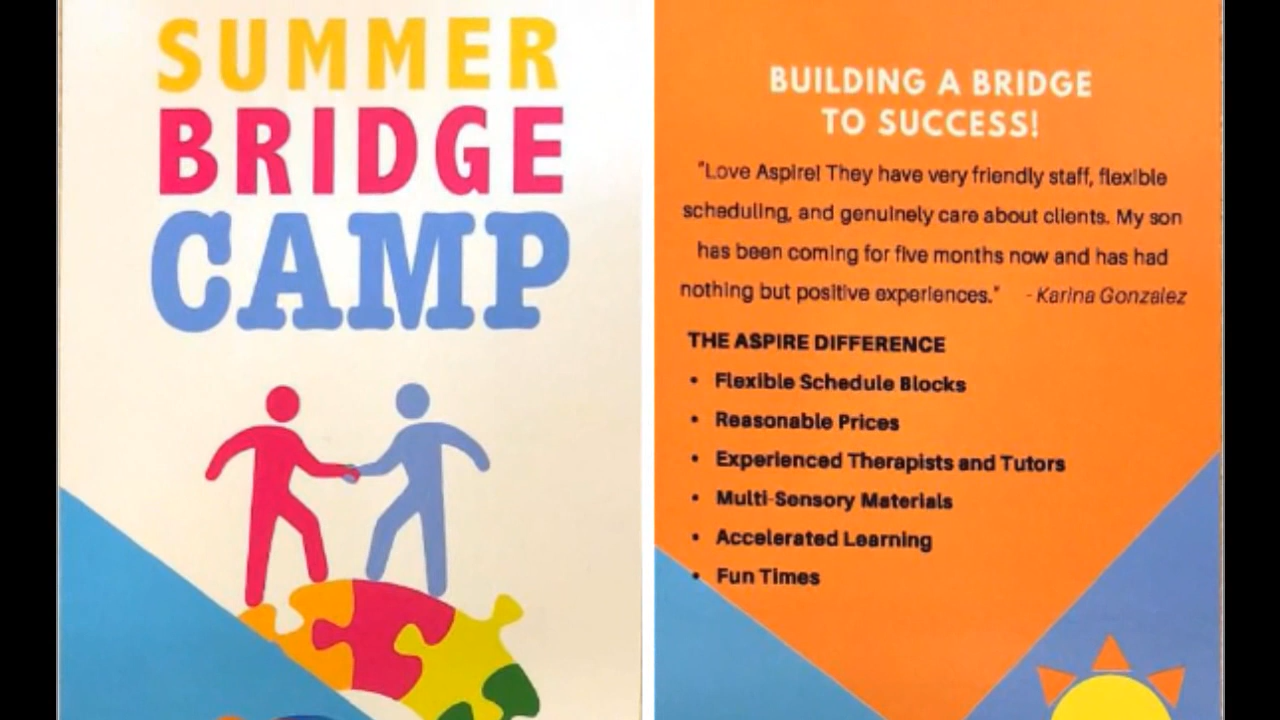 SUMMER
BRIDGE
CAMP
BUILDING A BRIDGE
TO SUCCESS!
"Love Aspire! They have very friendly staff, flexible
scheduling, and genuinely care about clients. My son
has been coming for five months now and has had
nothing but positive experiences." - Karina Gonzalez
THE ASPIRE DIFFERENCE
• Flexible Schedule Blocks
• Reasonable Prices
• Experienced Therapists and Tutors
• Multi-Sensory Materials
• Accelerated Learning
• Fun Times